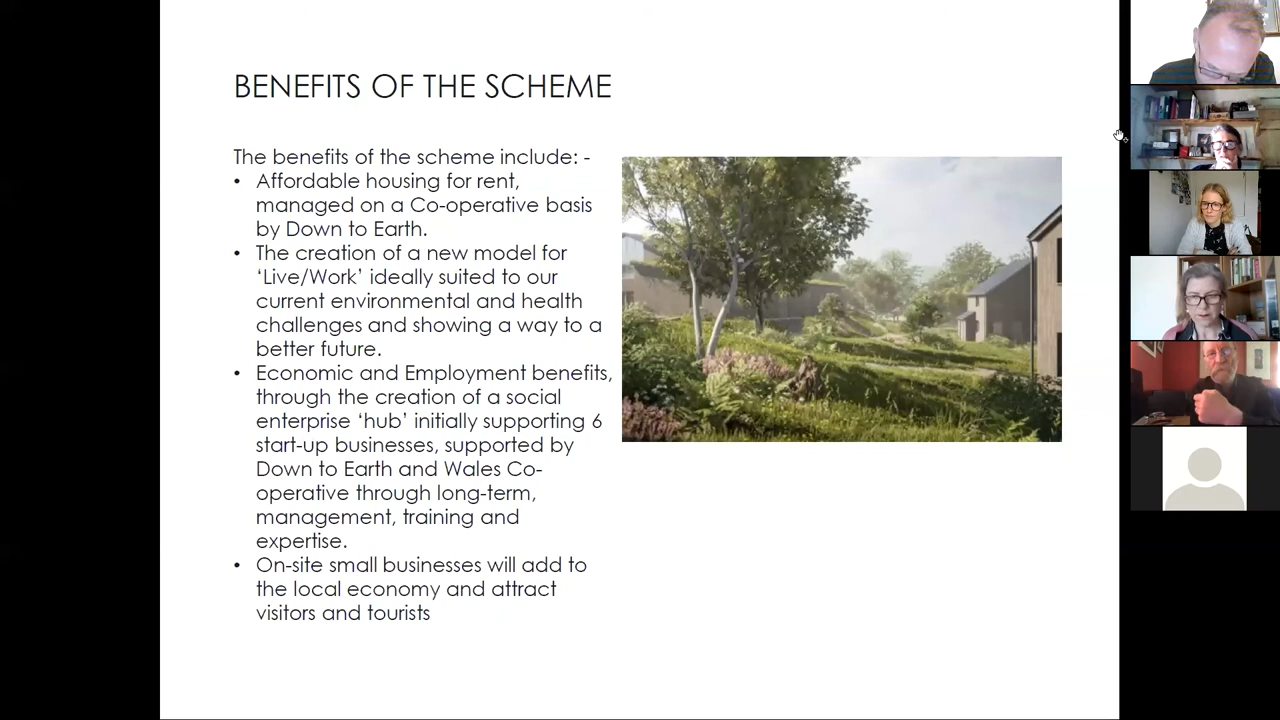 BENEFITS OF THE SCHEME
The benefits of the scheme include: -
• Affordable housing for rent,
managed on a Co-operative basis
by Down to Earth.
• The creation of a new model for
‘Live/Work’ ideally suited to our
current environmental and health
challenges and showing a way to a
better future.
• Economic and Employment benefits,
through the creation of a social
enterprise ‘hub’ initially supporting 6
start-up businesses, supported by
Down to Earth and Wales Co-
operative through long-term,
management, training and
expertise.
• On-site small businesses will add to
the local economy and attract
visitors and tourists